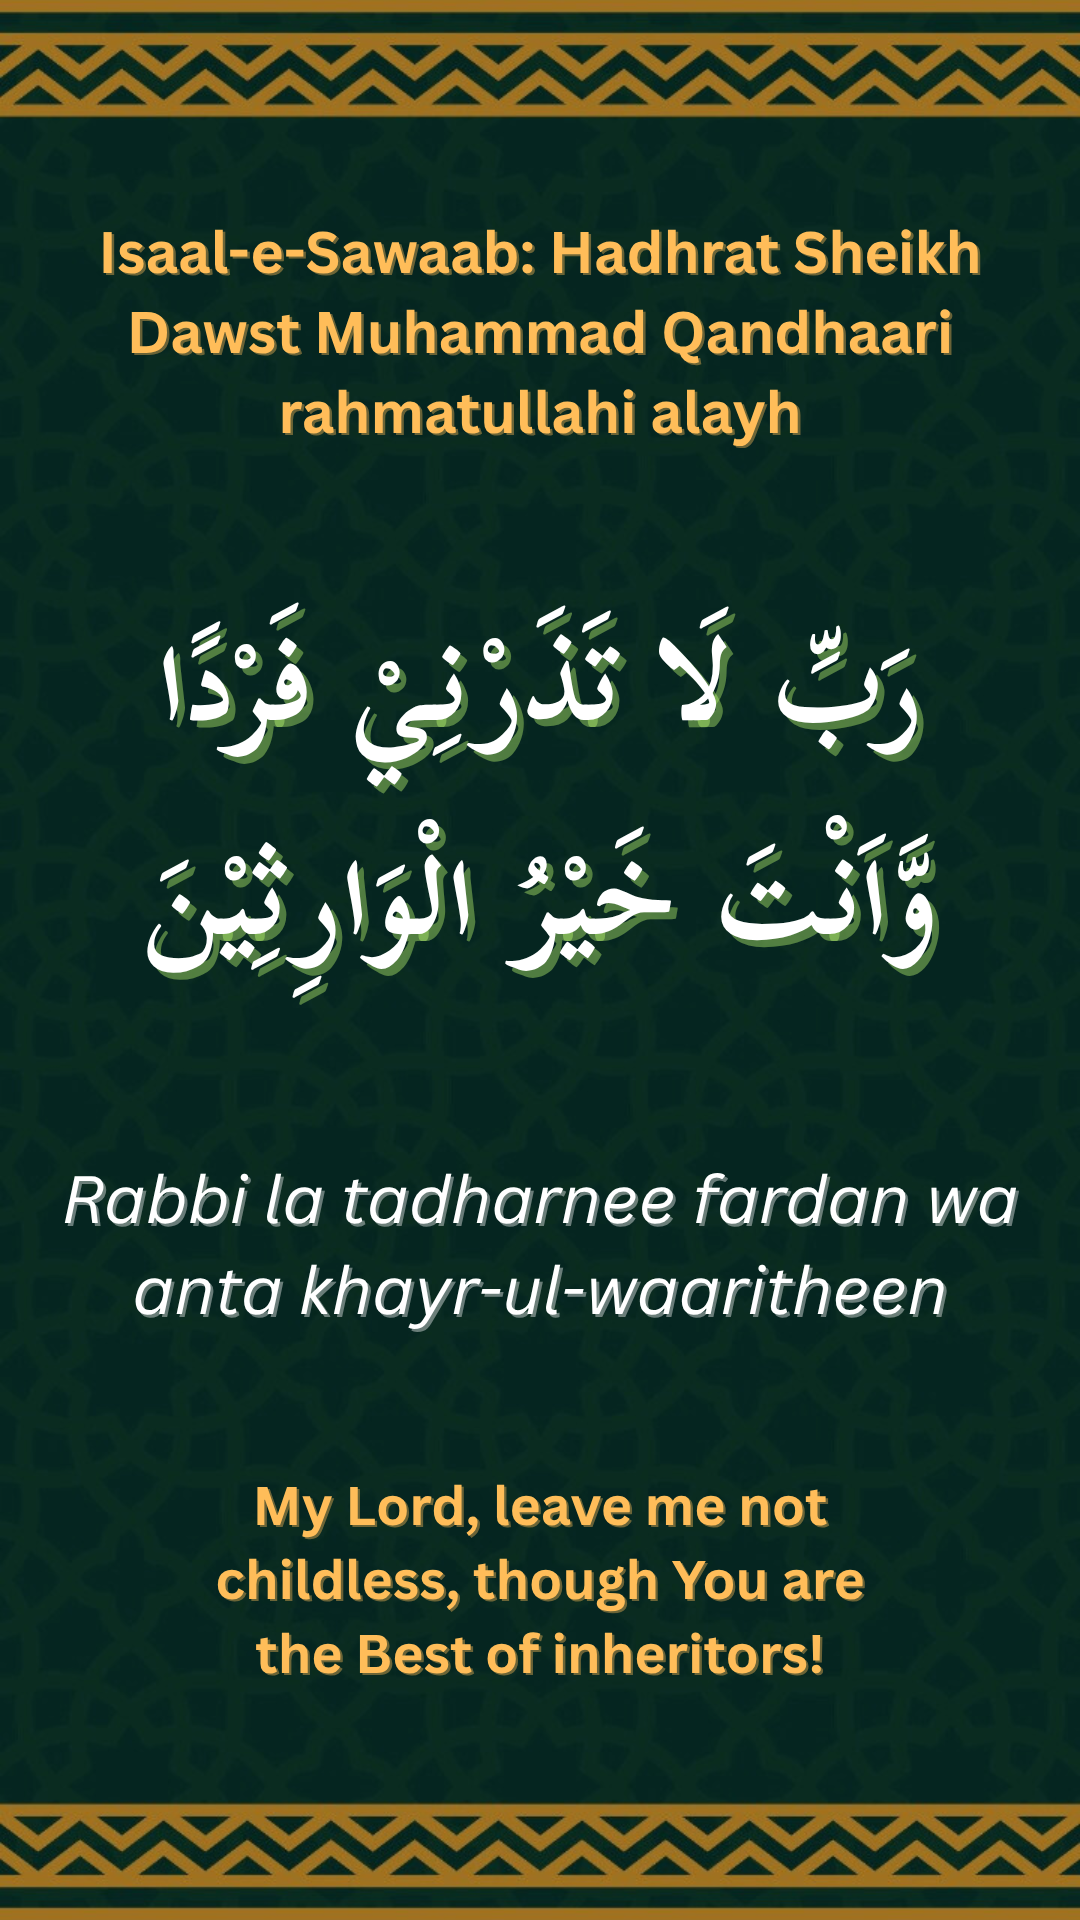 Isaal-e-Sawaab: Hadhrat Sheikh
Dawst Muhammad Qandhaari
rahmatullahi alayh
رَبِّ لَا تَذَرْنِيْ فَرْدًا
وَّاَنْتَ خَيْرُ الْوَارِثِيْنَ
Rabbi la tadharnee fardan wa
anta khayr-ul-waaritheen
My Lord, leave me not
childless, though You are
the Best of inheritors!